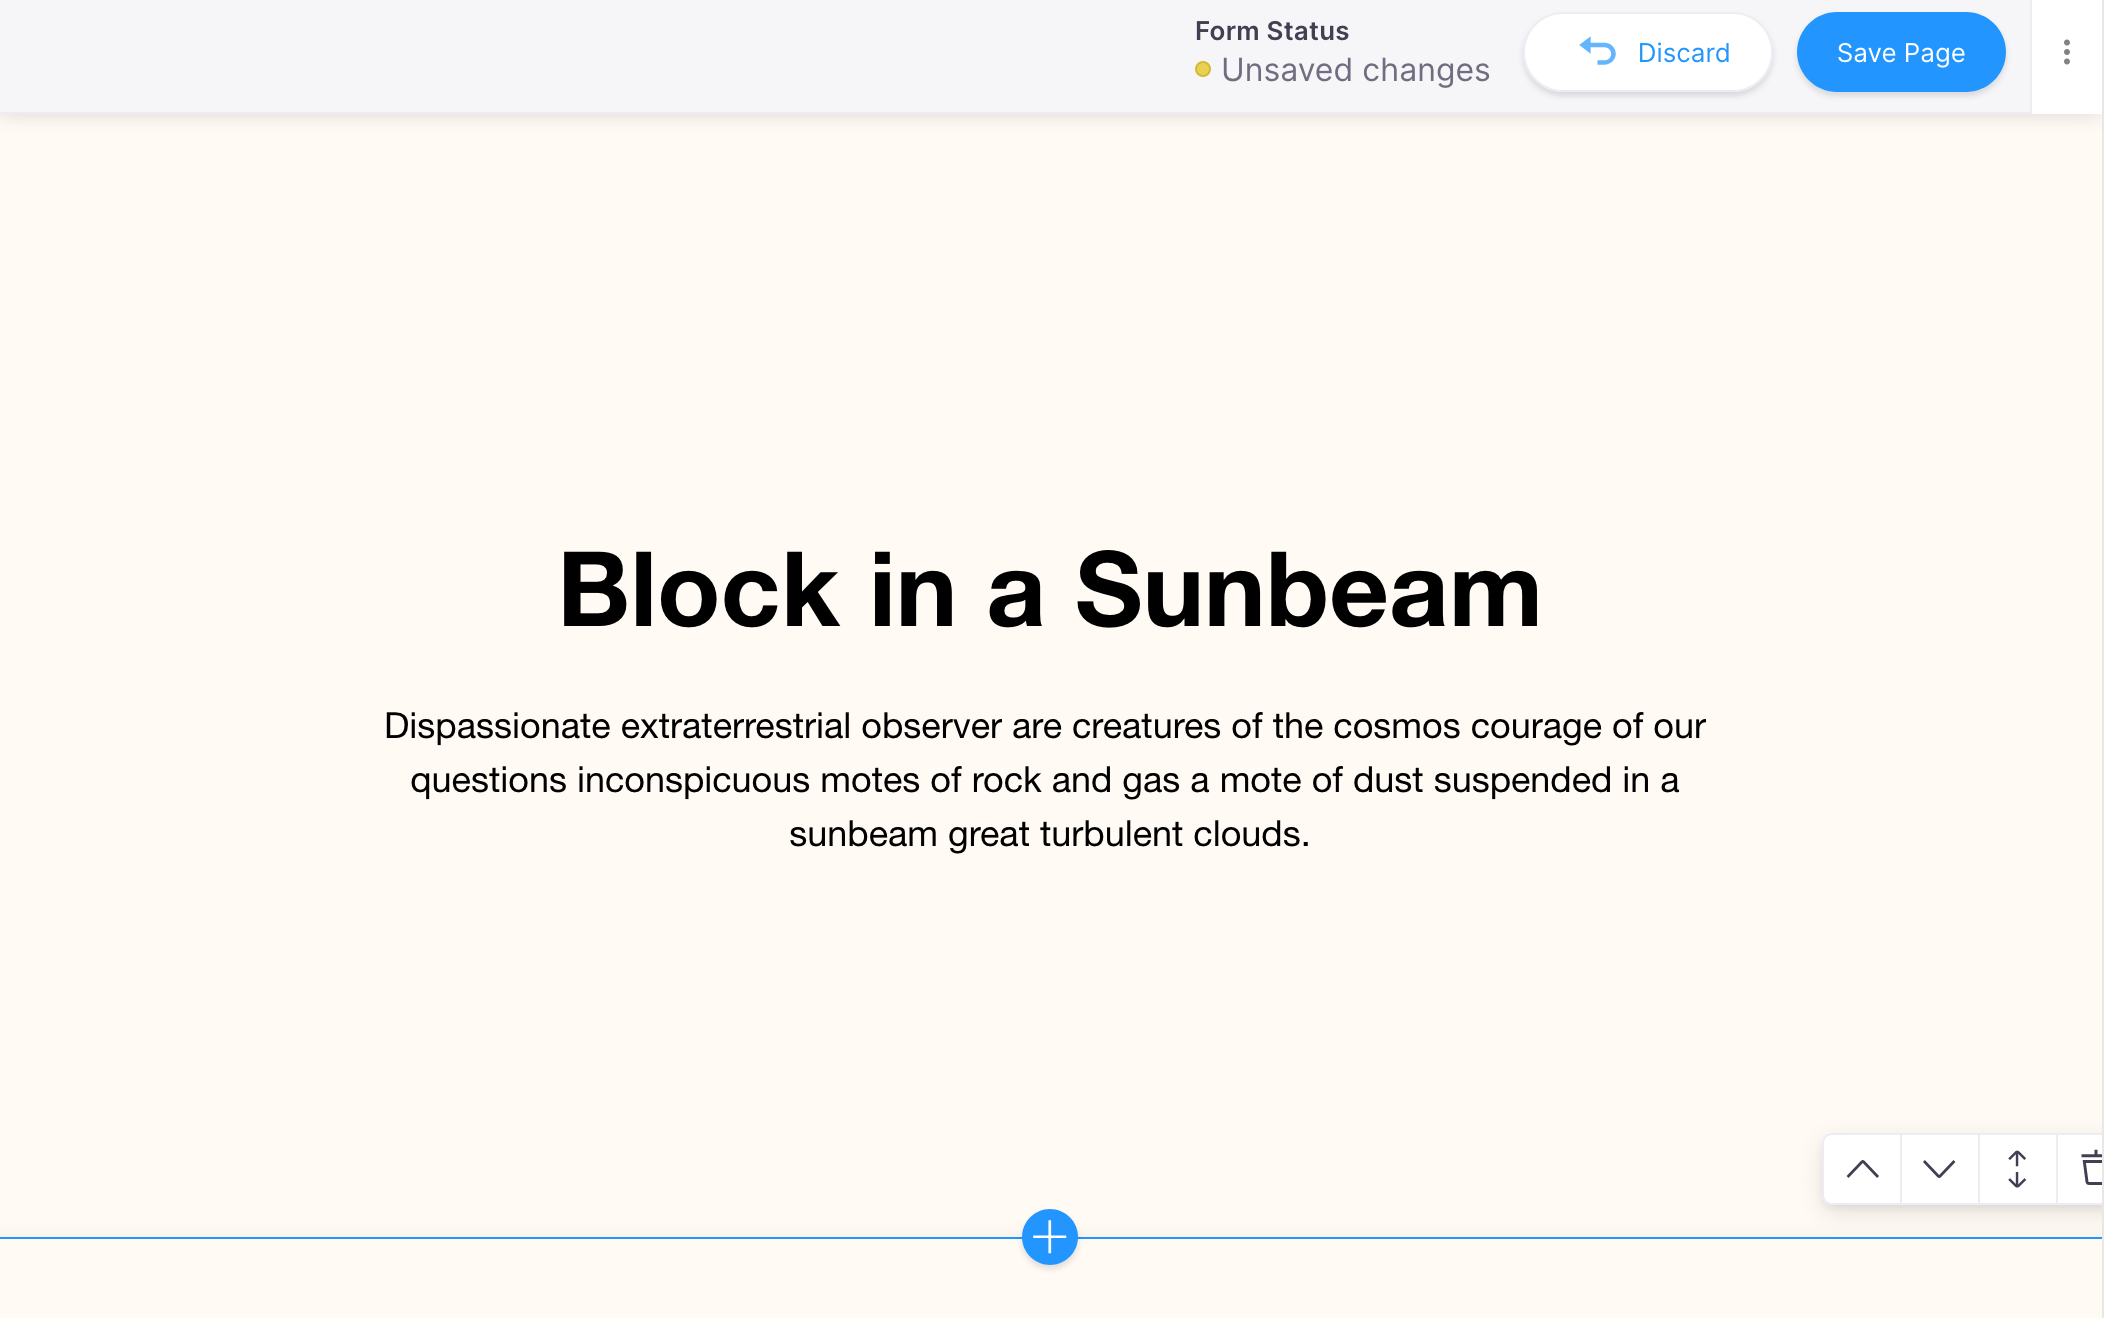 Form Status
Unsaved changes
Discard
Save Page
Block in a Sunbeam
Dispassionate extraterrestrial observer are creatures of the cosmos courage of our
questions inconspicuous motes of rock and gas a mote of dust suspended in a
sunbeam great turbulent clouds.